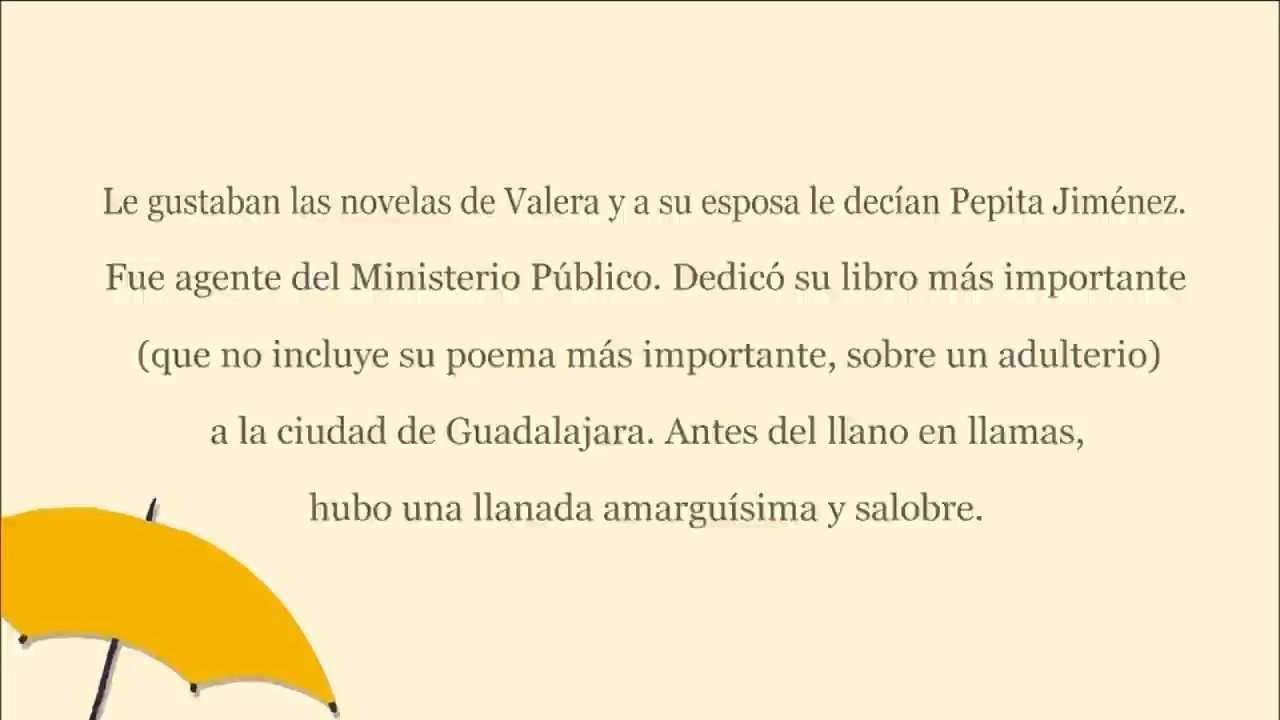 Le gustaban las novelas de Valera y a su esposa le decían Pepita Jiménez.
Fue agente del Ministerio Público. Dedicó su libro más importante
(que no incluye su poema más importante, sobre un adulterio)
a la ciudad de Guadalajara. Antes del llano en llamas,
hubo una llanada amarguísima y salobre.